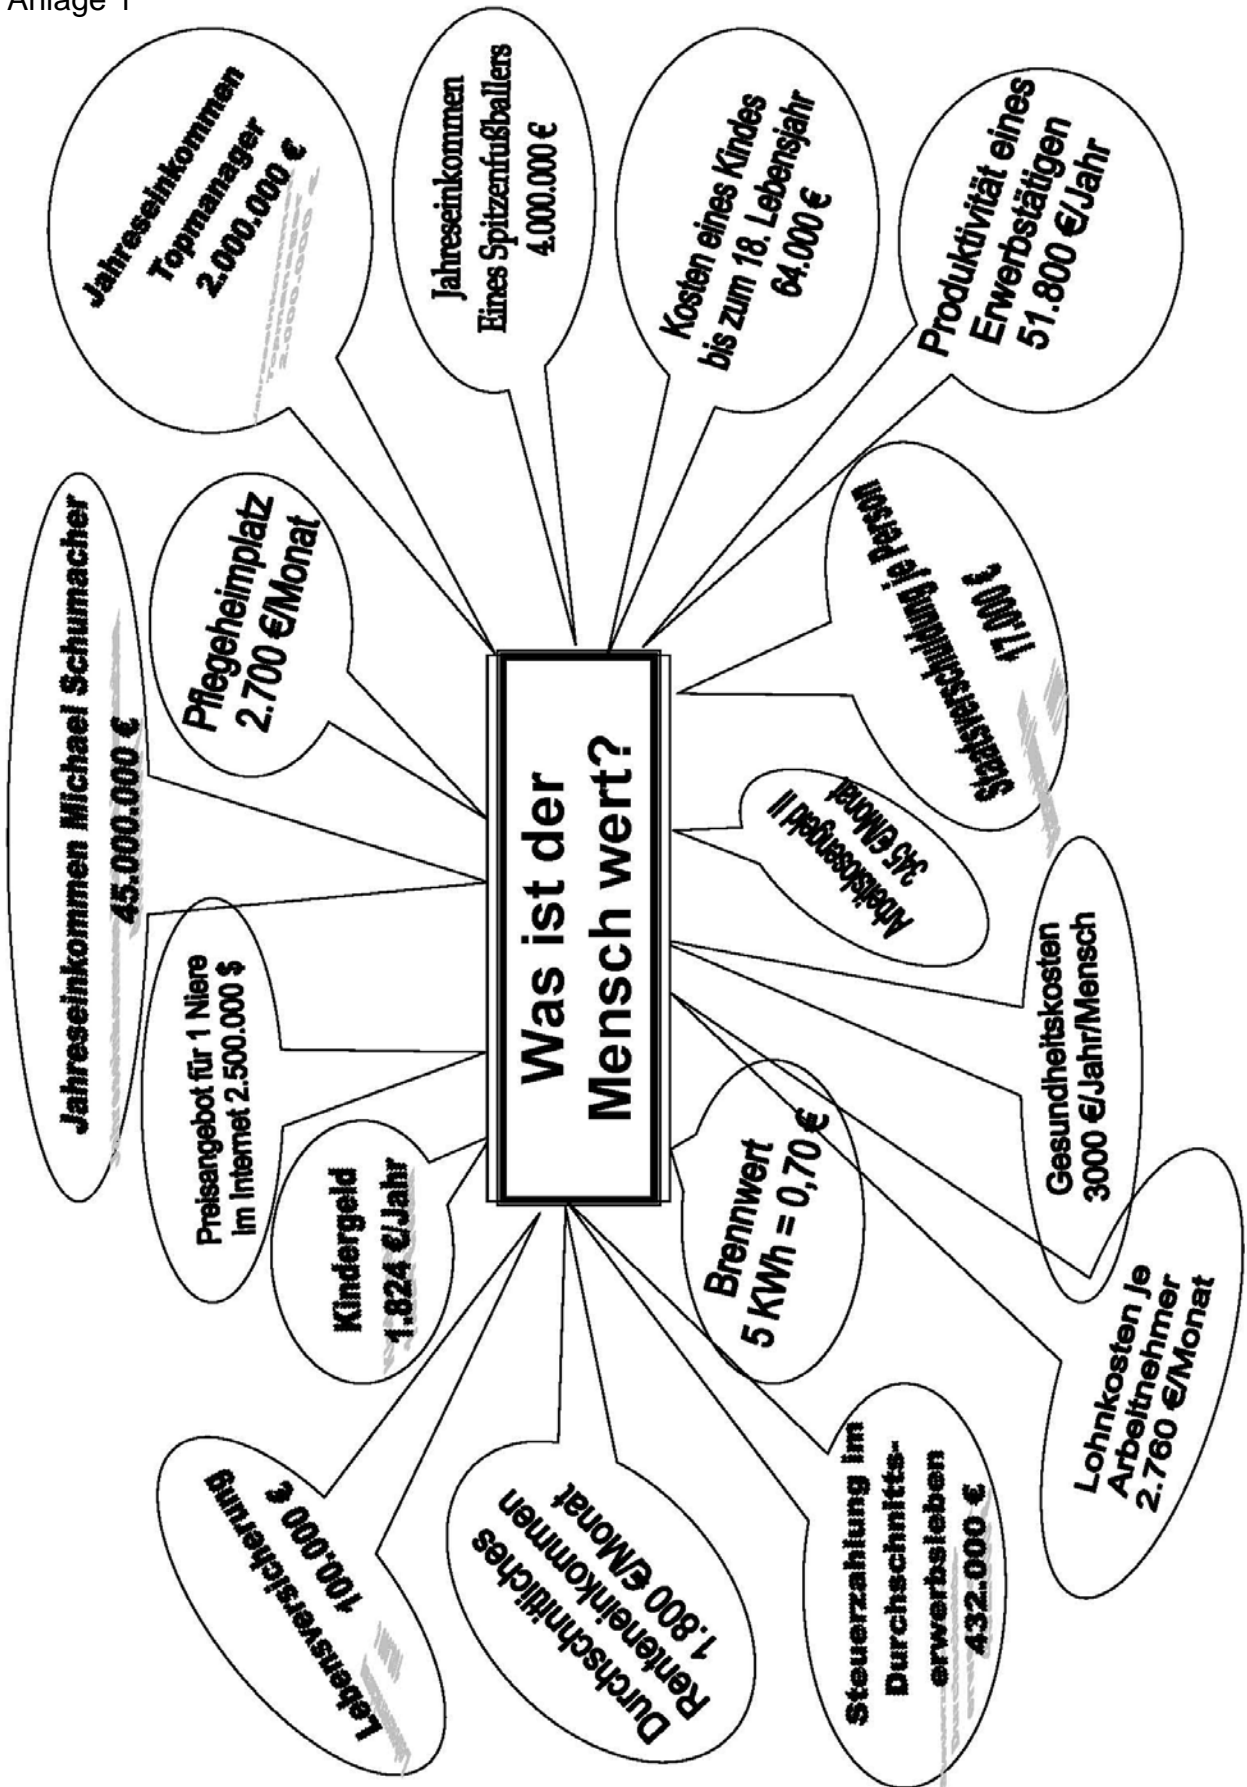 Anlage 1
Jahreseinkommen Michael Schumacher
45.000.000 €
Jahreseinkommen
Topmanager
2.000.000 €
Pflegeheimplatz
2.700 €/Monat
Preisangebot für 1 Niere
Im Internet 2.500.000 $
Kindergeld
1.824 €/Jahr
Lebensversicherung
100.000 €
Jahreseinkommen
Eines Spitzenfußballers
4.000.000 €
Was ist der
Mensch wert?
Durchschnittliches
Renteneinkommen
1.800 €/Monat
Kosten eines Kindes
bis zum 18. Lebensjahr
64.000 €
Arbeitslosengeld II
345 €/Monat
Brennwert
5 KWh = 0,70 €
Steuerzahlung im
Durchschnitts-
erwerbsleben
432.000 €
Produktivität eines
Erwerbstätigen
51.800 €/Jahr
Staatsverschuldung je Person
17.000 €
Gesundheitskosten
3000 €/Jahr/Mensch
Lohnkosten je
Arbeitnehmer
2.760 €/Monat